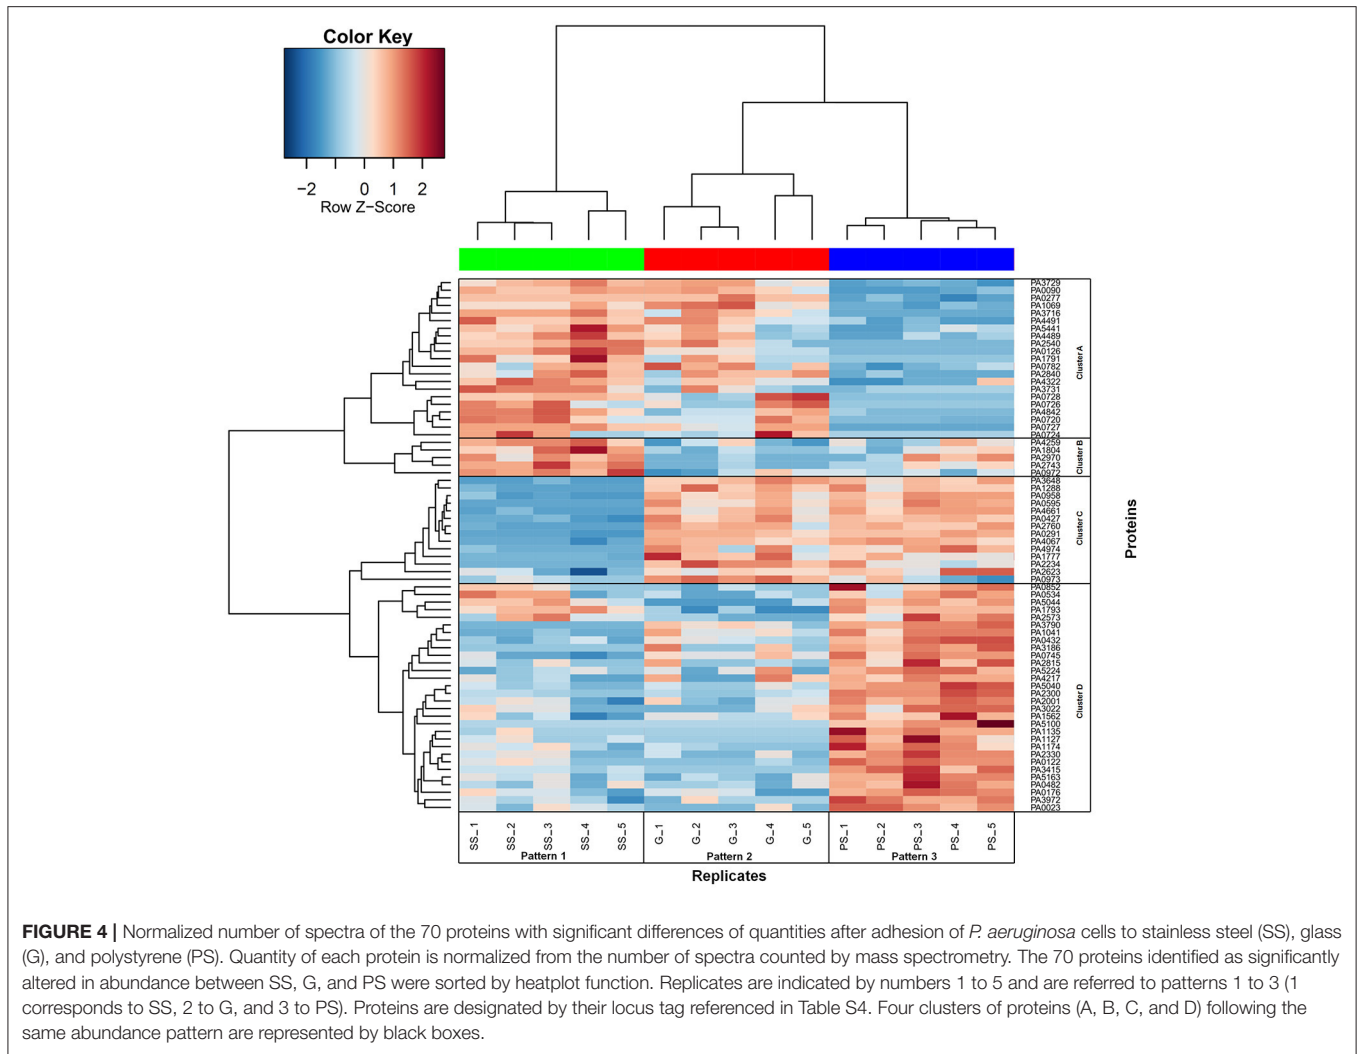 Color Key
−2 0 1 2
Row Z−Score
PA3729
PA0090
PA0277
PA1069
PA3716
PA4491
PA5441
PA4489
PA2540
PA0126
PA1791
PA0782
PA2840
PA4322
PA3731
PA0728
PA0726
PA4842
PA0720
PA0727
PA0724
PA4259
PA1804
PA2970
PA2743
PA0972
PA3648
PA1288
PA0958
PA0595
PA4661
PA0427
PA2760
PA0291
PA4067
PA4974
PA1777
PA2234
PA2623
PA0973
PA0852
PA0534
PA5044
PA1793
PA2573
PA3790
PA1041
PA0432
PA3186
PA0745
PA2815
PA5224
PA4217
PA5040
PA2300
PA2001
PA3022
PA1562
PA5100
PA1135
PA1127
PA1174
PA2330
PA0122
PA3415
PA5163
PA0482
PA0176
PA3972
PA0023
Cluster A
Cluster B
Cluster C
Cluster D
Proteins
SS_1 SS_2 SS_3 SS_4 SS_5 G_1 G_2 G_3 G_4 G_5 PS_1 PS_2 PS_3 PS_4 PS_5
Pattern 1 Pattern 2 Pattern 3
Replicates
FIGURE 4 | Normalized number of spectra of the 70 proteins with significant differences of quantities after adhesion of P. aeruginosa cells to stainless steel (SS), glass
(G), and polystyrene (PS). Quantity of each protein is normalized from the number of spectra counted by mass spectrometry. The 70 proteins identified as significantly
altered in abundance between SS, G, and PS were sorted by heatplot function. Replicates are indicated by numbers 1 to 5 and are referred to patterns 1 to 3 (1
corresponds to SS, 2 to G, and 3 to PS). Proteins are designated by their locus tag referenced in Table S4. Four clusters of proteins (A, B, C, and D) following the
same abundance pattern are represented by black boxes.